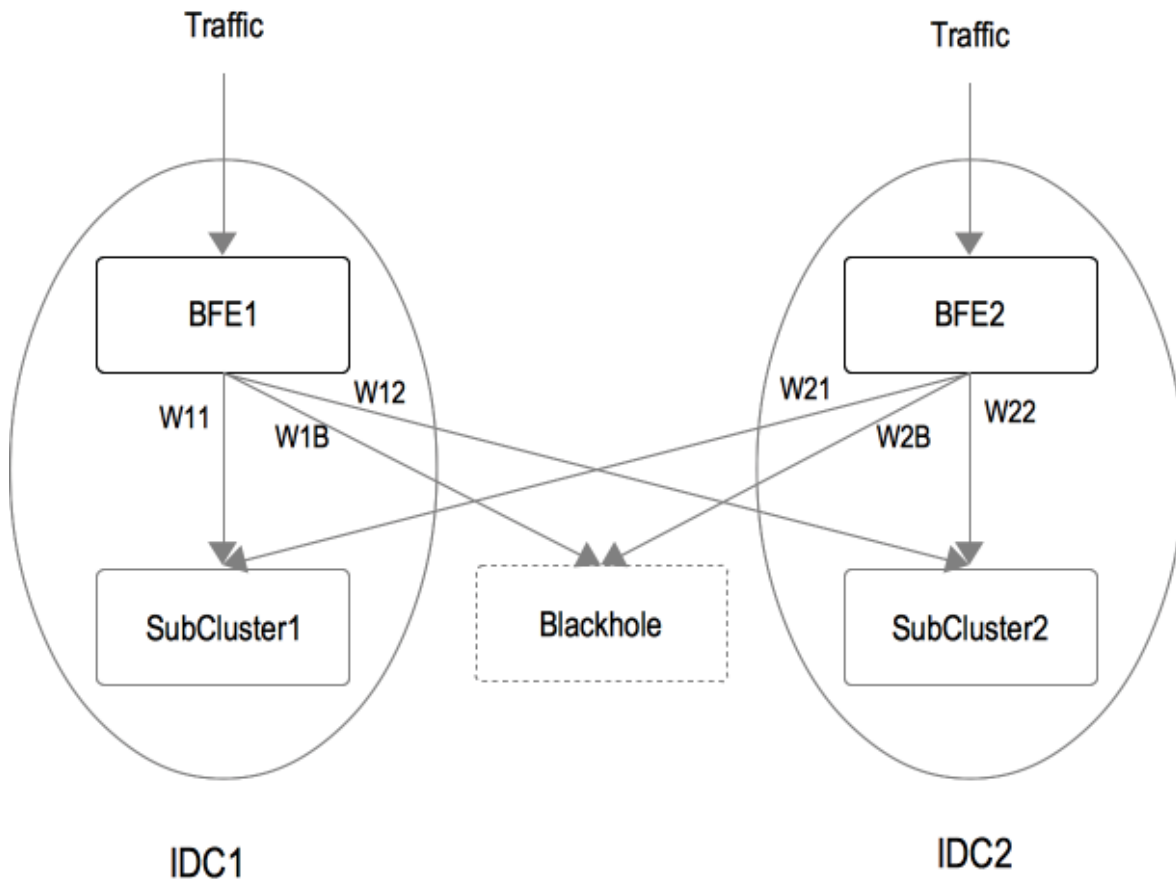 Traffic
Traffic
BFE1
BFE2
W12
W21
W11
W22
W1B
W2B
SubCluster1
Blackhole
SubCluster2
IDC1
IDC2